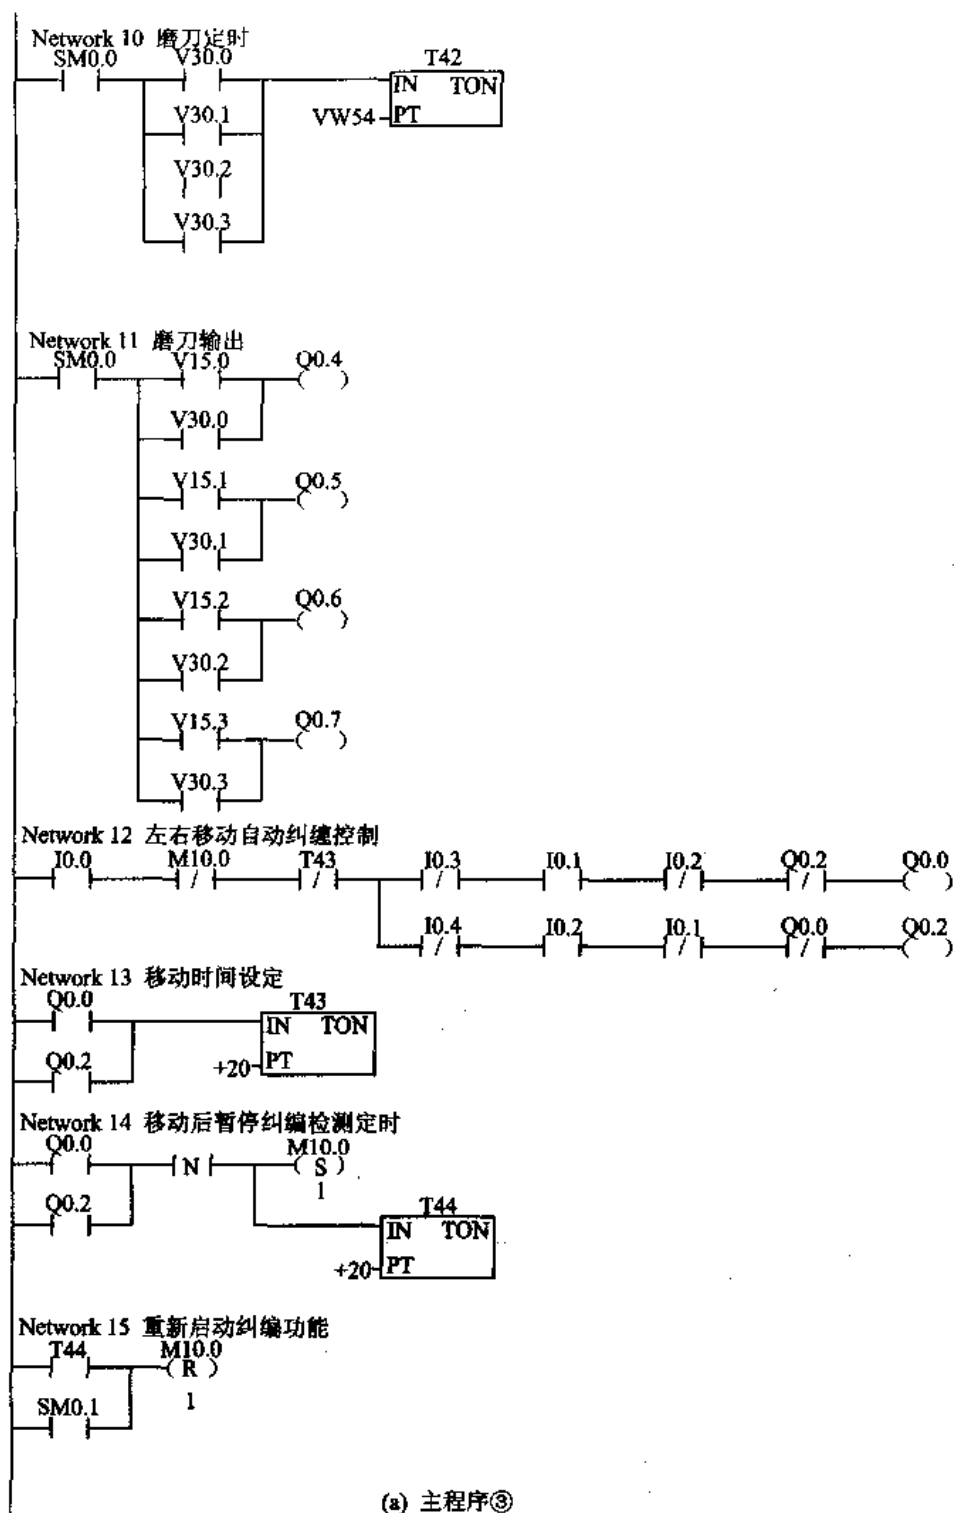 Network 10 磨刀定时
SM0.0 V30.0 T42
IN TON
V30.1 VW54 PT
V30.2
V30.3
Network 11 磨刀输出
SM0.0 V15.0 Q0.4
V30.0
V15.1 Q0.5
V30.1
V15.2 Q0.6
V30.2
V15.3 Q0.7
V30.3
Network 12 左右移动自动纠缠控制
I0.0 M10.0 T43 I0.3 I0.1 I0.2 Q0.2 Q0.0
I0.4 I0.2 I0.1 Q0.0 Q0.2
Network 13 移动时间设定
Q0.0 T43
IN TON
Q0.2 +20 PT
Network 14 移动后暂停纠编检测定时
Q0.0 N M10.0
S
1
Q0.2 T44
IN TON
+20 PT
Network 15 重新启动纠编功能
T44 M10.0
R
SM0.1 1
(a) 主程序③